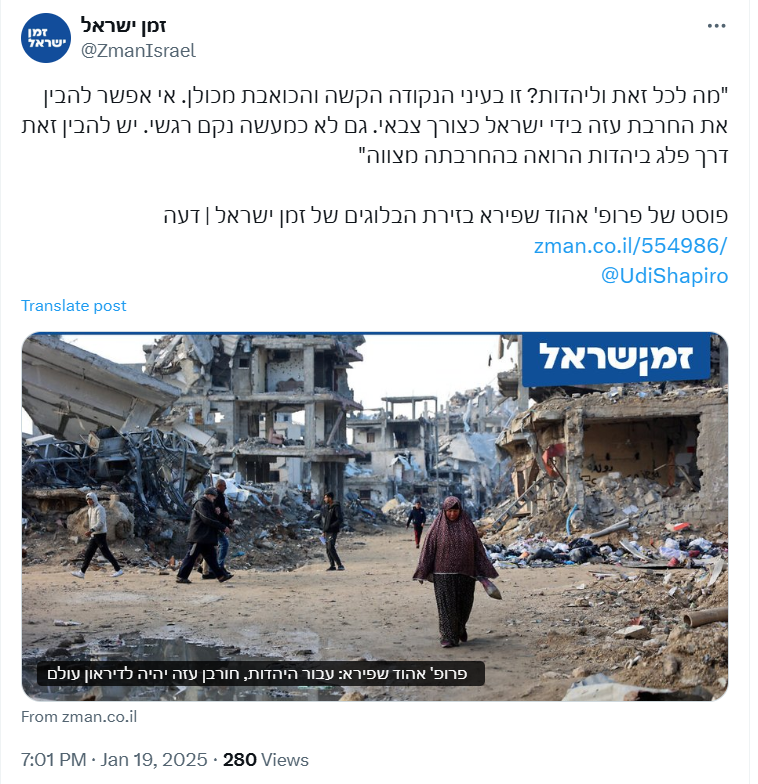 זמן ישראל
זמן ישראל
@ZmanIsrael
"מה לכל זאת וליהדות? זו בעיני הנקודה הקשה והכואבת מכולן. אי אפשר להבין
את החרבת עזה בידי ישראל כצורך צבאי. גם לא כמעשה נקם רגשי. יש להבין זאת
דרך פלג ביהדות הרואה בהחרבתה מצווה"
פוסט של פרופ' אהוד שפירא בזירת הבלוגים של זמן ישראל | דעה
zman.co.il/554986/
@UdiShapiro
Translate post
זמן ישראל
פרופ' אהוד שפירא: עבור היהדות, חורבן עזה יהיה לדיראון עולם
From zman.co.il
7:01 PM · Jan 19, 2025 · 280 Views